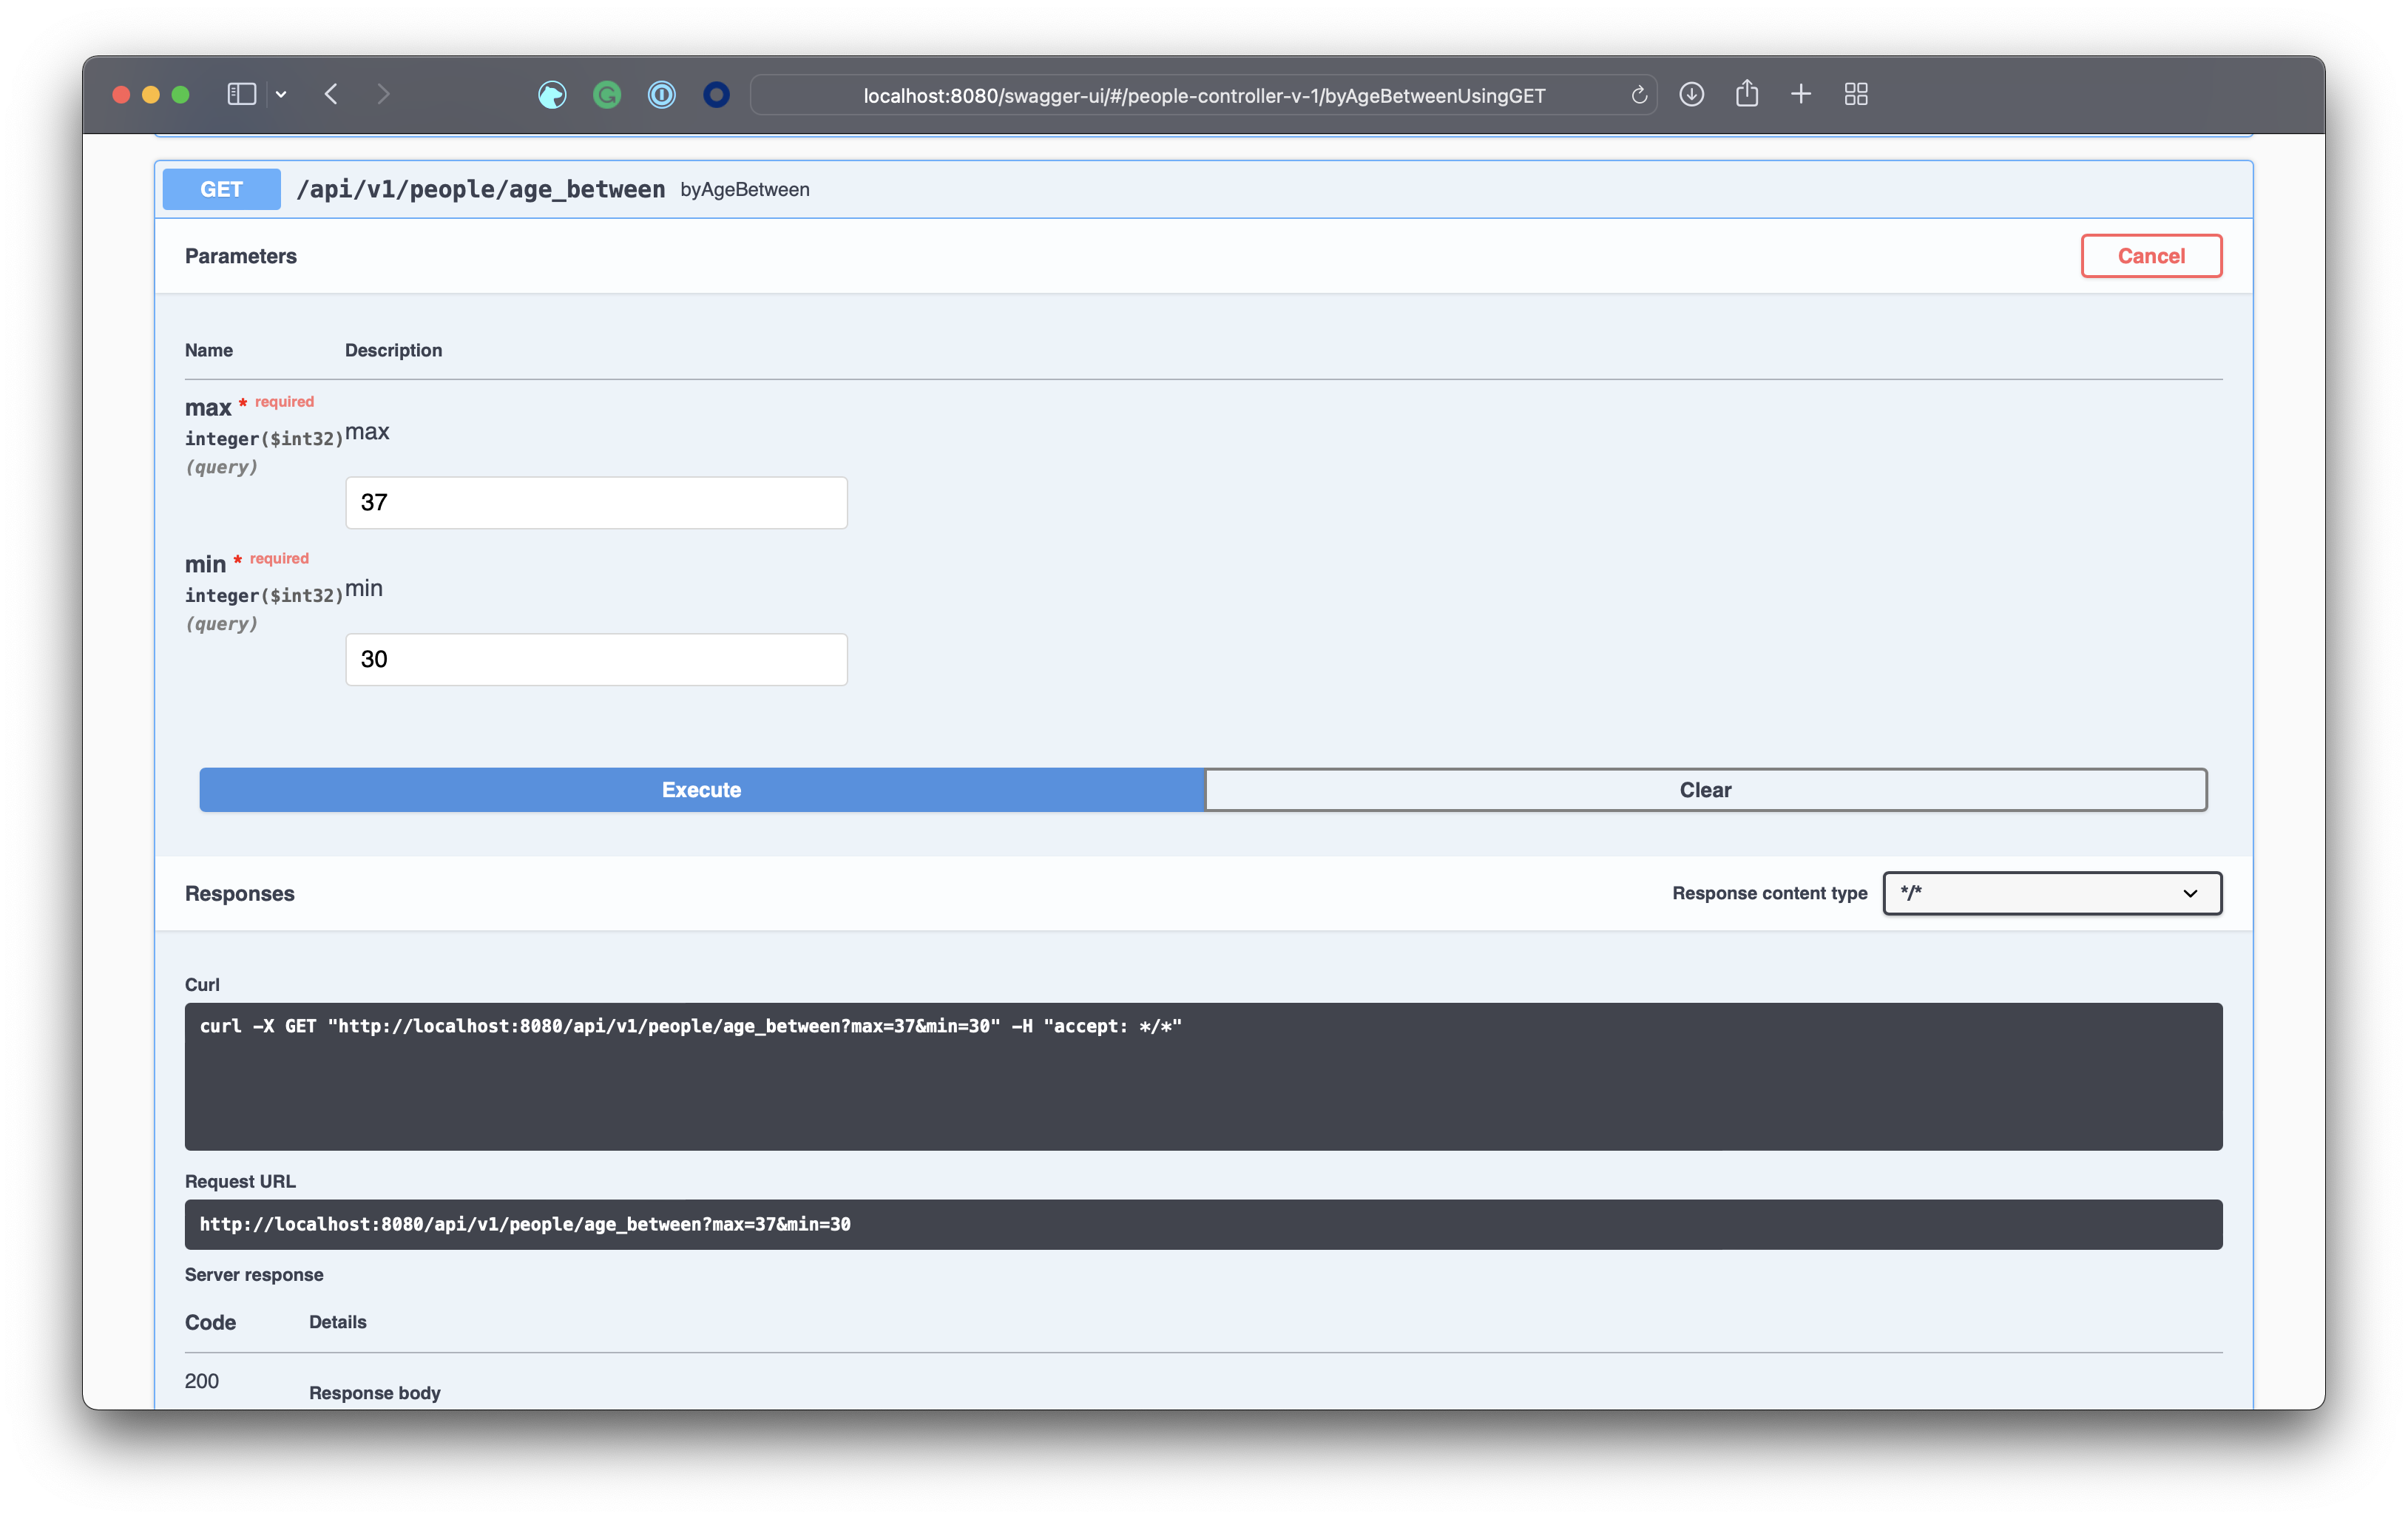 localhost:8080/swagger-ui/#/people-controller-v-1/byAgeBetweenUsingGET
GET /api/v1/people/age_between byAgeBetween
Parameters Cancel
Name Description
max * required
integer($int32)
(query)
max
37
min * required
integer($int32)
(query)
min
30
Execute Clear
Responses Response content type */*
Curl
curl -X GET "http://localhost:8080/api/v1/people/age_between?max=37&min=30" -H "accept: */*"
Request URL
http://localhost:8080/api/v1/people/age_between?max=37&min=30
Server response
Code Details
200
Response body